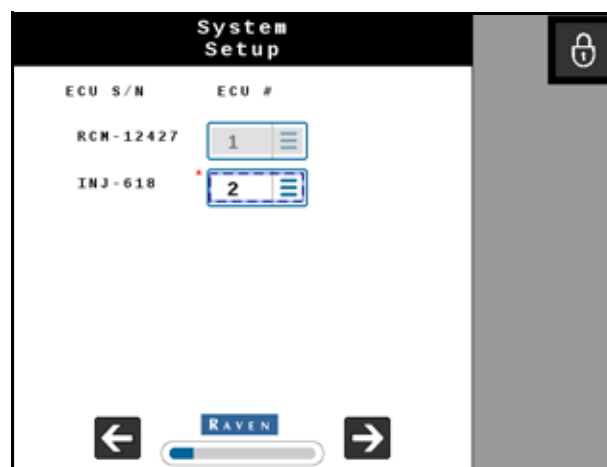 System
Setup
ECU S/N ECU #
RCM-12427 1
INJ-618 * 2
RAVEN